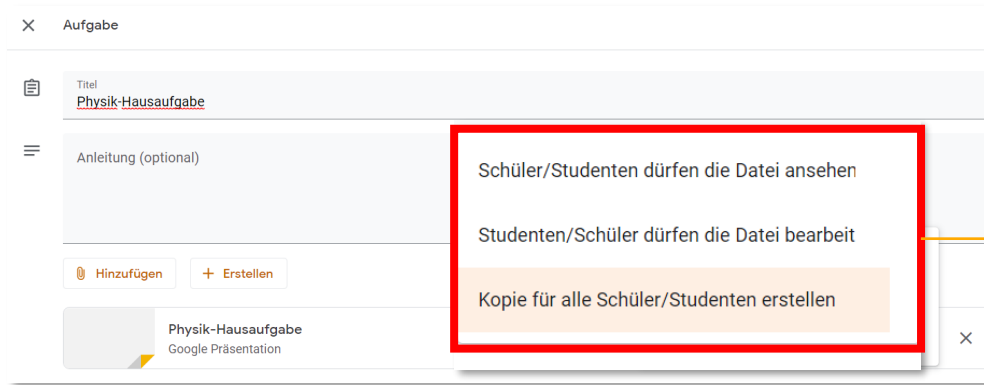 Aufgabe
Titel
Physik-Hausaufgabe
Anleitung (optional)
Schüler/Studenten dürfen die Datei ansehen
Studenten/Schüler dürfen die Datei bearbeit
Kopie für alle Schüler/Studenten erstellen
Hinzufügen
Erstellen
Physik-Hausaufgabe
Google Präsentation